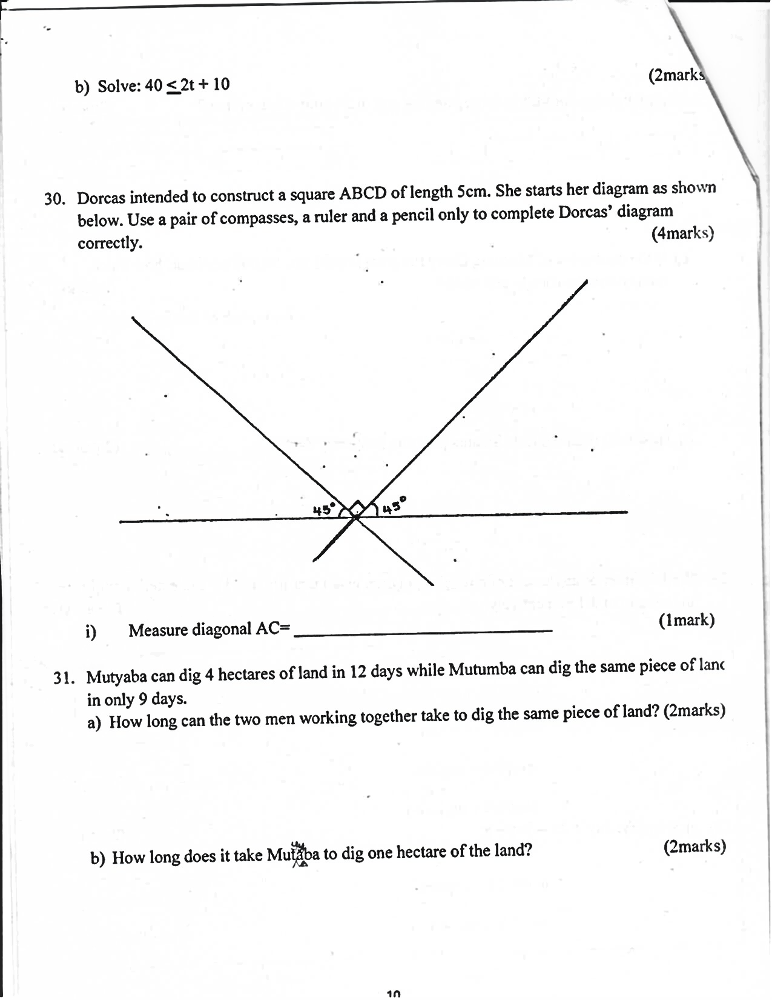 b) Solve: 40 ≤ 2t + 10 (2marks
30. Dorcas intended to construct a square ABCD of length 5cm. She starts her diagram as shown
below. Use a pair of compasses, a ruler and a pencil only to complete Dorcas' diagram
correctly. (4marks)
45° 45°
i) Measure diagonal AC= (1mark)
31. Mutyaba can dig 4 hectares of land in 12 days while Mutumba can dig the same piece of lan
in only 9 days.
a) How long can the two men working together take to dig the same piece of land? (2marks)
b) How long does it take Mutaba to dig one hectare of the land? (2marks)
10